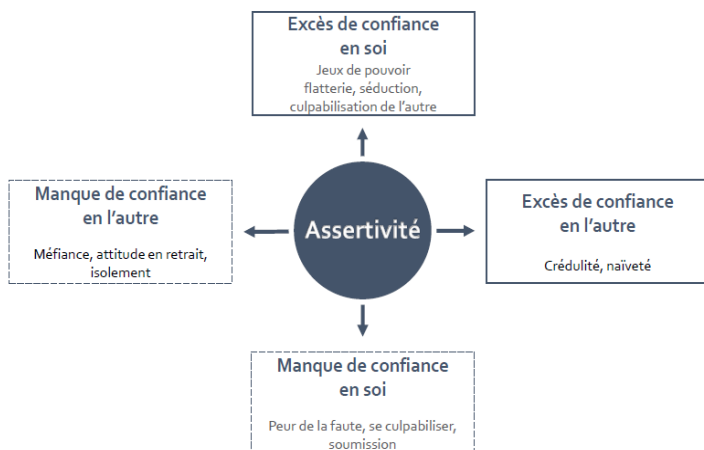 Excès de confiance
en soi
Jeux de pouvoir
flatterie, séduction,
culpabilisation de l'autre
Manque de confiance
en l'autre
Méfiance, attitude en retrait,
isolement
Assertivité
Excès de confiance
en l'autre
Crédulité, naïveté
Manque de confiance
en soi
Peur de la faute, se culpabiliser,
soumission